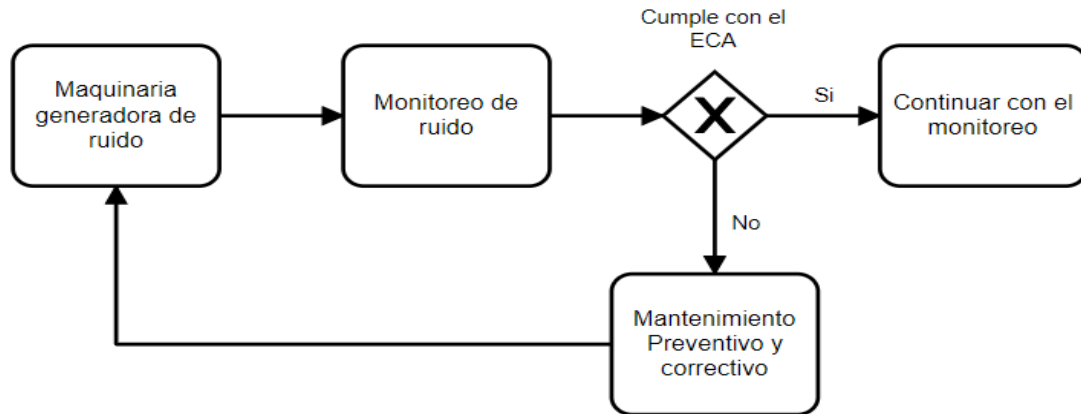 Maquinaria
generadora de
ruido
Monitoreo de
ruido
Cumple con el
ECA
X
Si
Continuar con el
monitoreo
No
Mantenimiento
Preventivo y
correctivo